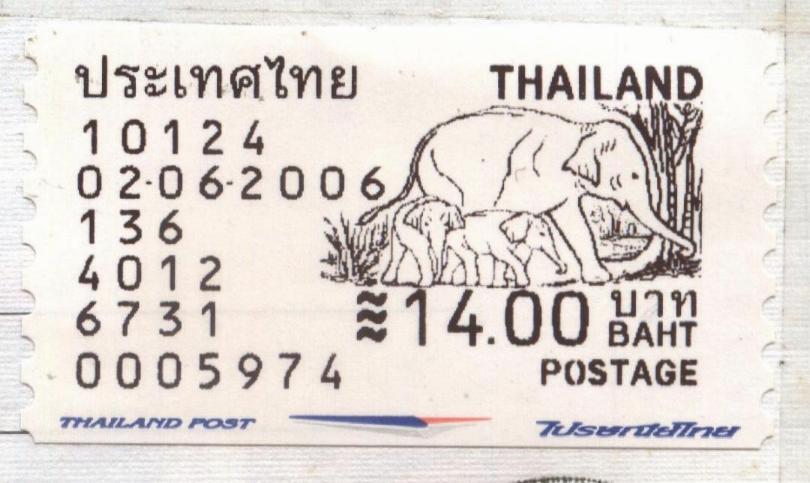 ประเทศไทย THAILAND
10124
02-06-2006
136
4012
6731
0005974
≋14.00 บาท
BAHT
POSTAGE
THAILAND POST ไปรษณีย์ไทย